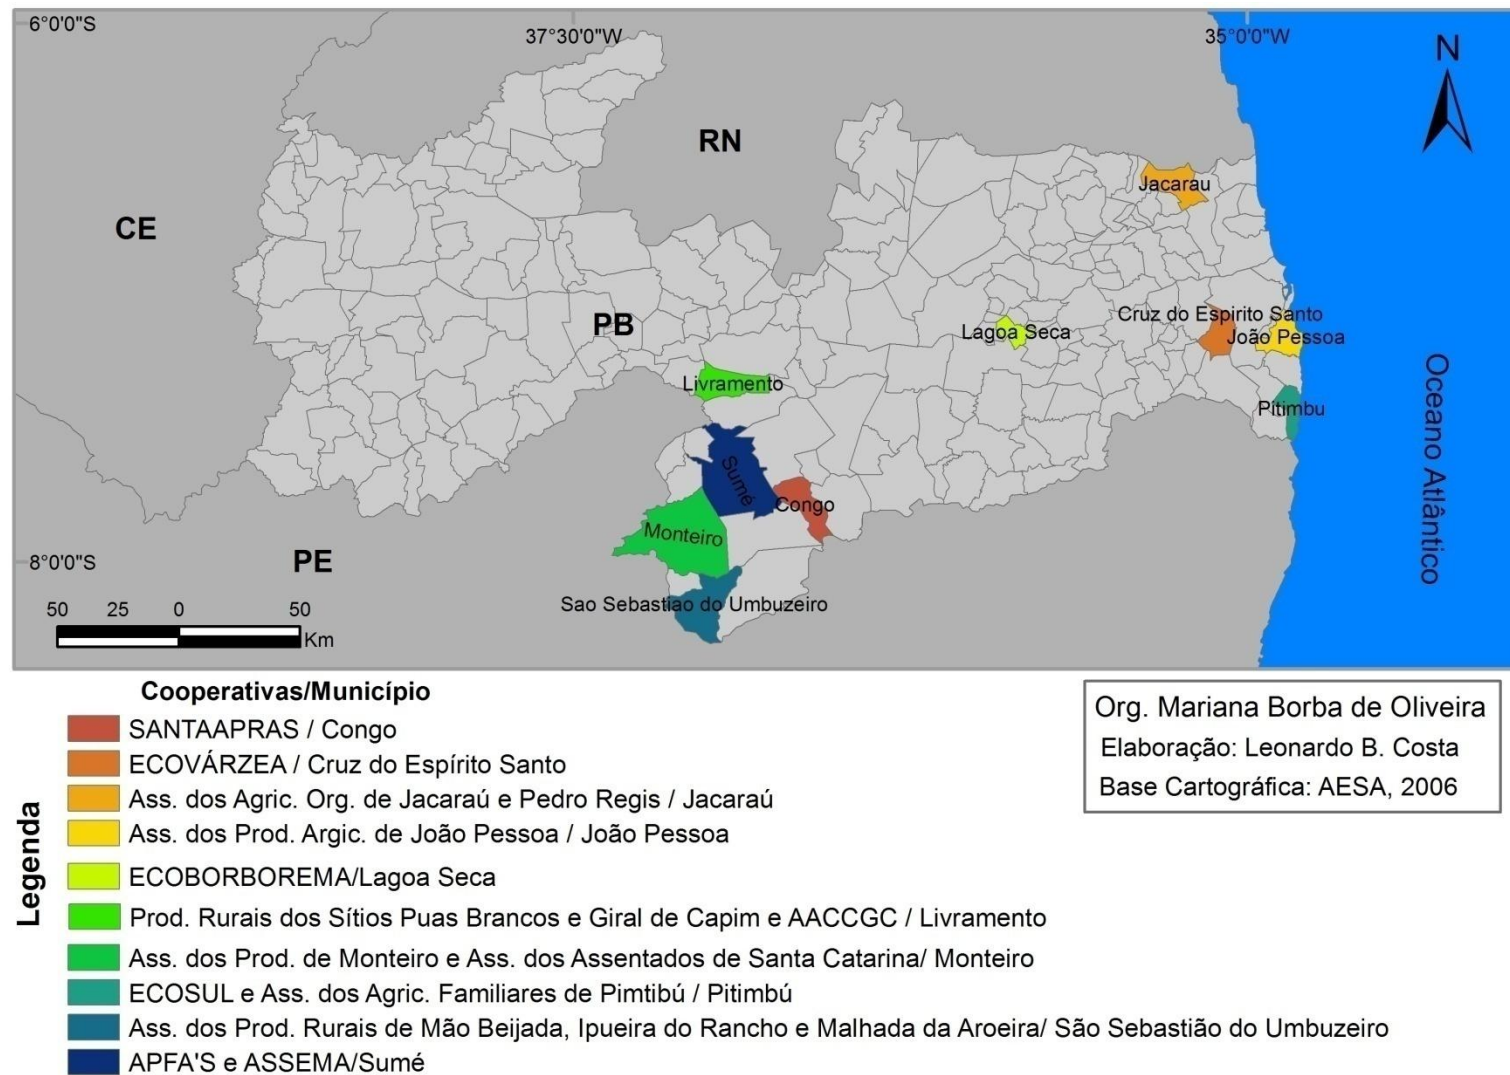 6°0'0"S
37°30'0"W
35°0'0"W
N
RN
Jacarau
CE
Cruz do Espirito Santo
PB
Lagoa Seca
João Pessoa
Livramento
Pitimbu
Oceano Atlântico
Sumé
Congo
Monteiro
PE
8°0'0"S
Sao Sebastiao do Umbuzeiro
50 25 0 50
Km
Cooperativas/Município
Legenda
SANTAAPRAS / Congo
ECOVÁRZEA / Cruz do Espírito Santo
Ass. dos Agric. Org. de Jacaraú e Pedro Regis / Jacaraú
Ass. dos Prod. Argic. de João Pessoa / João Pessoa
ECOBORBOREMA/Lagoa Seca
Prod. Rurais dos Sítios Puas Brancos e Giral de Capim e AACCGC / Livramento
Ass. dos Prod. de Monteiro e Ass. dos Assentados de Santa Catarina/ Monteiro
ECOSUL e Ass. dos Agric. Familiares de Pimtibú / Pitimbú
Ass. dos Prod. Rurais de Mão Beijada, Ipueira do Rancho e Malhada da Aroeira/ São Sebastião do Umbuzeiro
APFA'S e ASSEMA/Sumé
Org. Mariana Borba de Oliveira
Elaboração: Leonardo B. Costa
Base Cartográfica: AESA, 2006